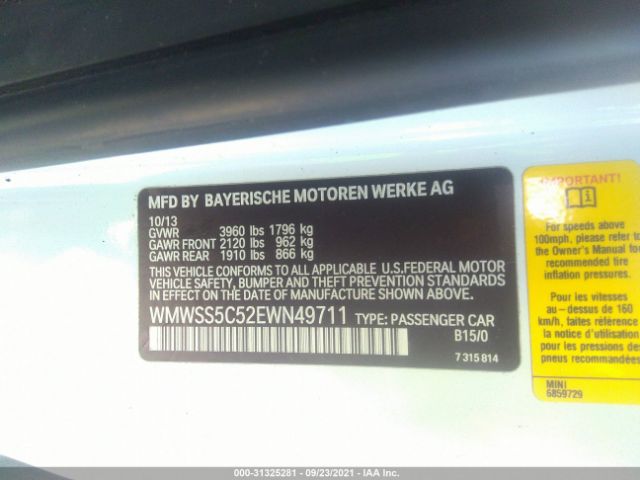 MFD BY BAYERISCHE MOTOREN WERKE AG
10/13
GVWR 3960 lbs 1796 kg
GAWR FRONT 2120 lbs 962 kg
GAWR REAR 1910 lbs 866 kg
THIS VEHICLE CONFORMS TO ALL APPLICABLE U.S.FEDERAL MOTOR
VEHICLE SAFETY, BUMPER AND THEFT PREVENTION STANDARDS
IN EFFECT ON THE DATE OF MANUFACTURE SHOWN ABOVE.
WMWSS5C52EWN49711 TYPE: PASSENGER CAR
B15/0
7 315 814
IMPORTANT!
For speeds above
100mph, please refer to
the Owner's Manual for
recommended tire
inflation pressures.
Pour les vitesses
au-dessus de 160
km/h, faites référence
la notice d'utilisation
pour les pressions de
pneus recommandées
MINI
6859729
000-31325281 - 09/23/2021 - IAA Inc.